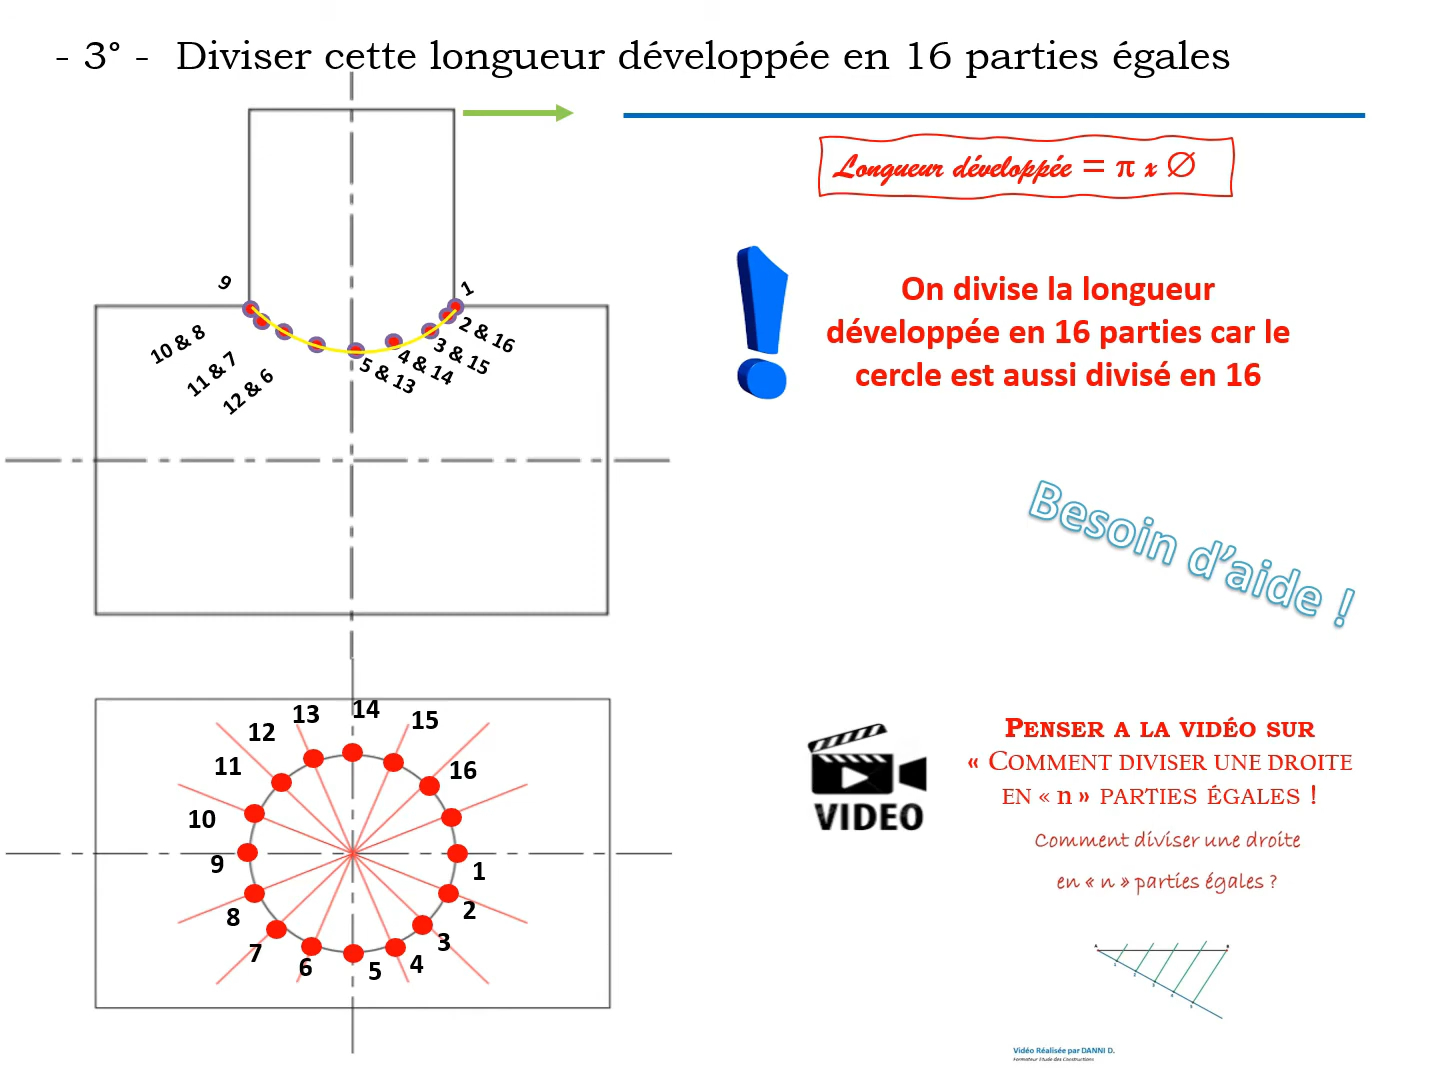 - 3° - Diviser cette longueur développée en 16 parties égales
Longueur développée = π x ∅
On divise la longueur
développée en 16 parties car le
cercle est aussi divisé en 16
9
1
10 & 8
11 & 7
12 & 6
2 & 16
3 & 15
4 & 14
5 & 13
Besoin d'aide !
12
13
14
15
11
16
10
9
1
8
2
7
3
6
5
4
VIDEO
PENSER A LA VIDÉO SUR
« COMMENT DIVISER UNE DROITE
EN « n » PARTIES ÉGALES !
Comment diviser une droite
en « n » parties égales ?
A
B
Vidéo Réalisée par DANNI D.
Formateur Etude des Constructions